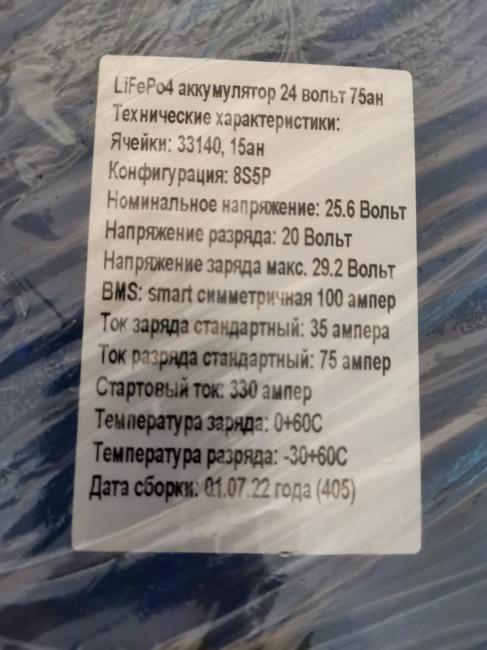 LiFePo4 аккумулятор 24 вольт 75ан
Технические характеристики:
Ячейки: 33140, 15ан
Конфигурация: 8S5P
Номинальное напряжение: 25.6 Вольт
Напряжение разряда: 20 Вольт
Напряжение заряда макс. 29.2 Вольт
BMS: smart симметричная 100 ампер
Ток заряда стандартный: 35 ампера
Ток разряда стандартный: 75 ампер
Стартовый ток: 330 ампер
Температура заряда: 0+60С
Температура разряда: -30+60С
Дата сборки: 01.07.22 года (405)